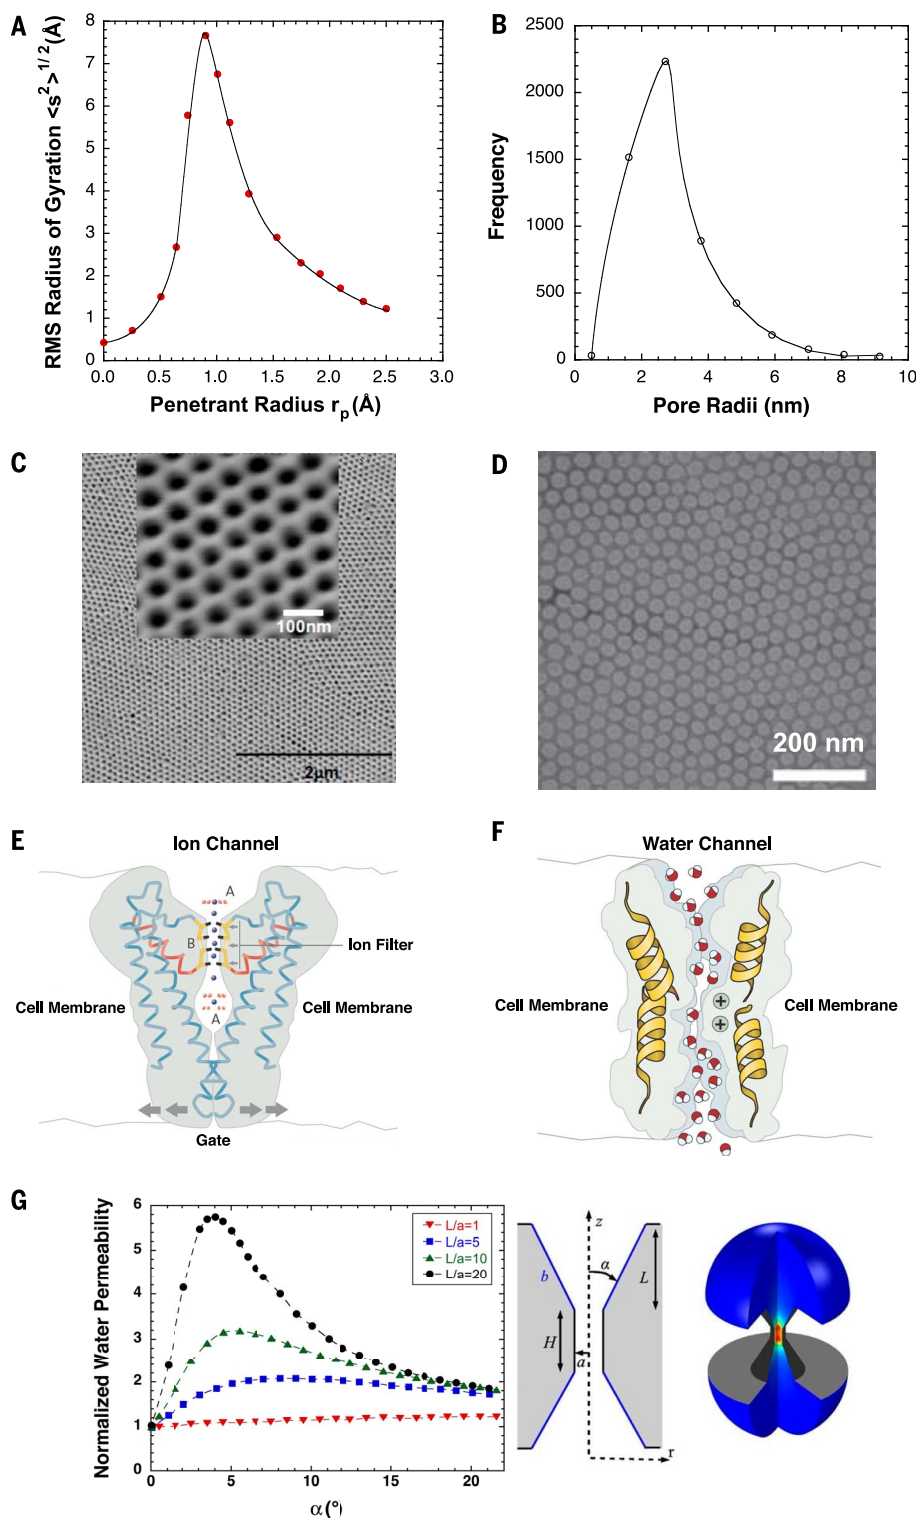 A
RMS Radius of Gyration <s²>^1/2 (Å)
8
7
6
5
4
3
2
1
0
0.0 0.5 1.0 1.5 2.0 2.5 3.0
Penetrant Radius r_p (Å)
B
Frequency
2500
2000
1500
1000
500
0
0 2 4 6 8 10
Pore Radii (nm)
C
100nm
2µm
D
200 nm
E
Ion Channel
A
B
Ion Filter
Cell Membrane
Cell Membrane
A
Gate
F
Water Channel
Cell Membrane
Cell Membrane
+
+
G
Normalized Water Permeability
6
5
4
3
2
1
0
0 5 10 15 20
α(°)
L/a=1
L/a=5
L/a=10
L/a=20
z
b
α
L
H
a
r